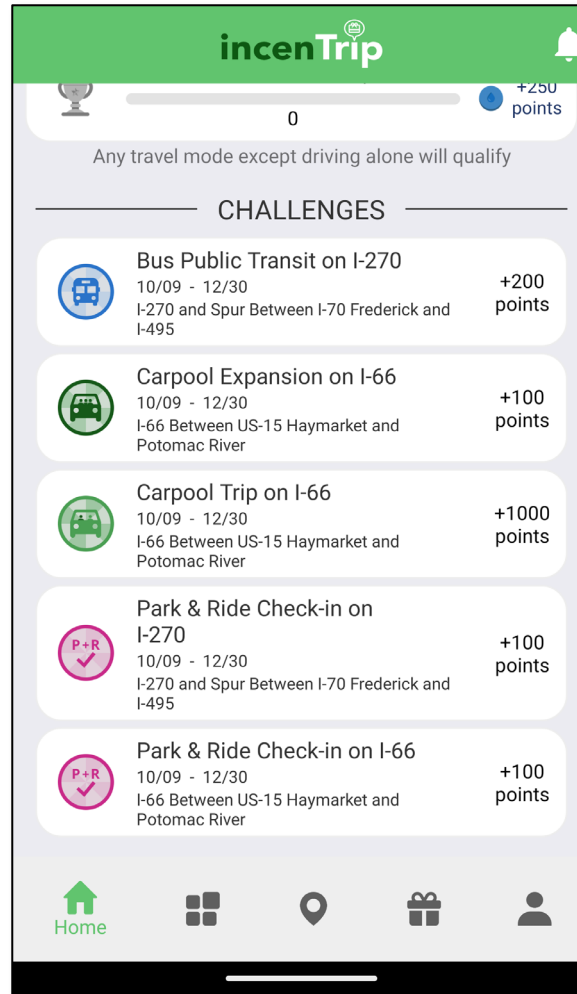 incenTrip
+250
points
0
Any travel mode except driving alone will qualify
CHALLENGES
Bus Public Transit on I-270
10/09 - 12/30
I-270 and Spur Between I-70 Frederick and
I-495
+200
points
Carpool Expansion on I-66
10/09 - 12/30
I-66 Between US-15 Haymarket and
Potomac River
+100
points
Carpool Trip on I-66
10/09 - 12/30
I-66 Between US-15 Haymarket and
Potomac River
+1000
points
P+R
Park & Ride Check-in on
I-270
10/09 - 12/30
I-270 and Spur Between I-70 Frederick and
I-495
+100
points
P+R
Park & Ride Check-in on I-66
10/09 - 12/30
I-66 Between US-15 Haymarket and
Potomac River
+100
points
Home